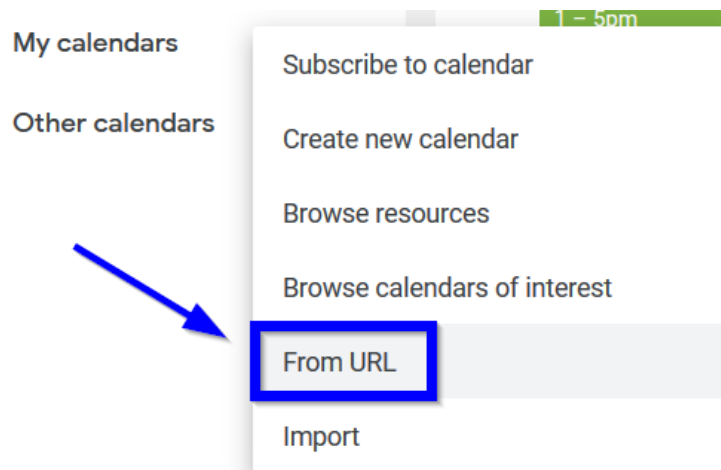 My calendars
Other calendars
1 – 5pm
Subscribe to calendar
Create new calendar
Browse resources
Browse calendars of interest
From URL
Import